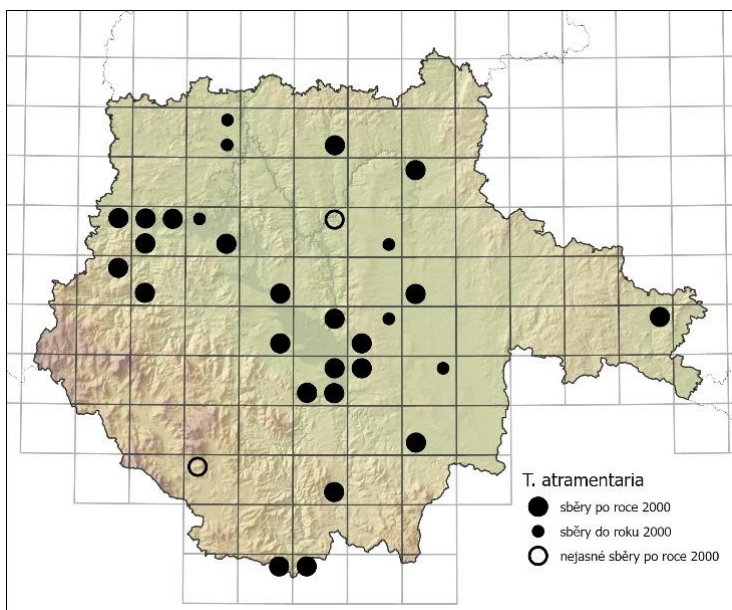 T. atramentaria
sběry po roce 2000
sběry do roku 2000
nejasné sběry po roce 2000